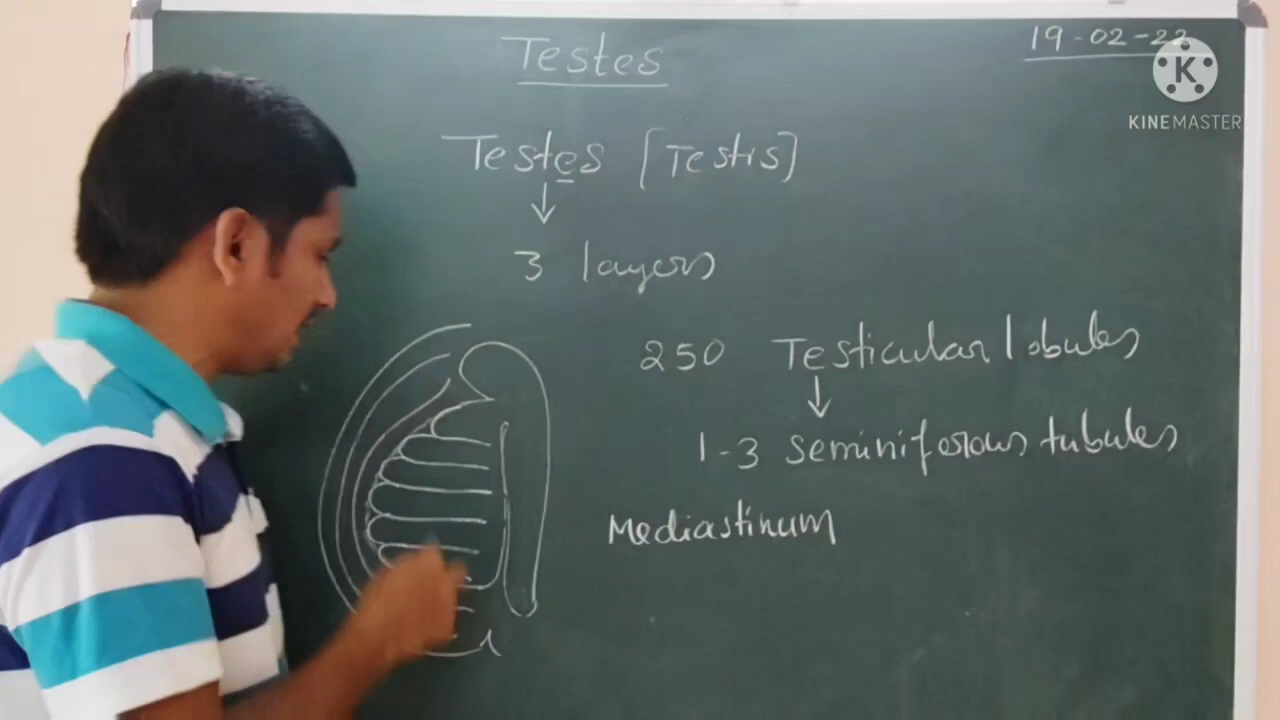 Testes
19-02-22
K
KINEMASTER
Testes [Testis]
3 layers
250 Testicular lobules
1-3 seminiferous tubules
Mediastinum